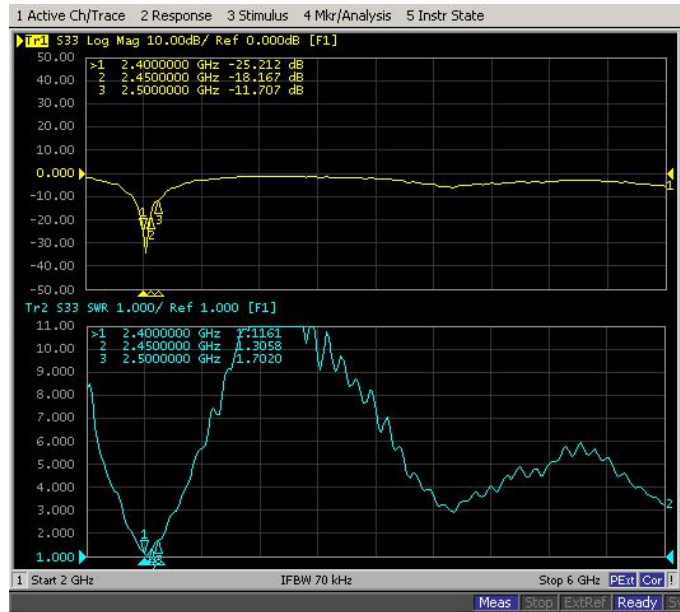 1 Active Ch/Trace 2 Response 3 Stimulus 4 Mkr/Analysis 5 Instr State
Tr1 S33 Log Mag 10.00dB/ Ref 0.000dB [F1]
50.00
>1 2.4000000 GHz -25.212 dB
2 2.4500000 GHz -18.167 dB
3 2.5000000 GHz -11.707 dB
30.00
20.00
10.00
0.000
-10.00
-20.00
-30.00
-40.00
-50.00
1
2
3
1
Tr2 S33 SWR 1.000/ Ref 1.000 [F1]
11.00
>1 2.4000000 GHz 1.1161
2 2.4500000 GHz 1.3058
3 2.5000000 GHz 1.7020
10.00
9.000
8.000
7.000
6.000
5.000
4.000
3.000
2.000
1.000
1
2
1 Start 2 GHz IFBW 70 kHz Stop 6 GHz PExt Cor !
Meas Stop ExtRef Ready